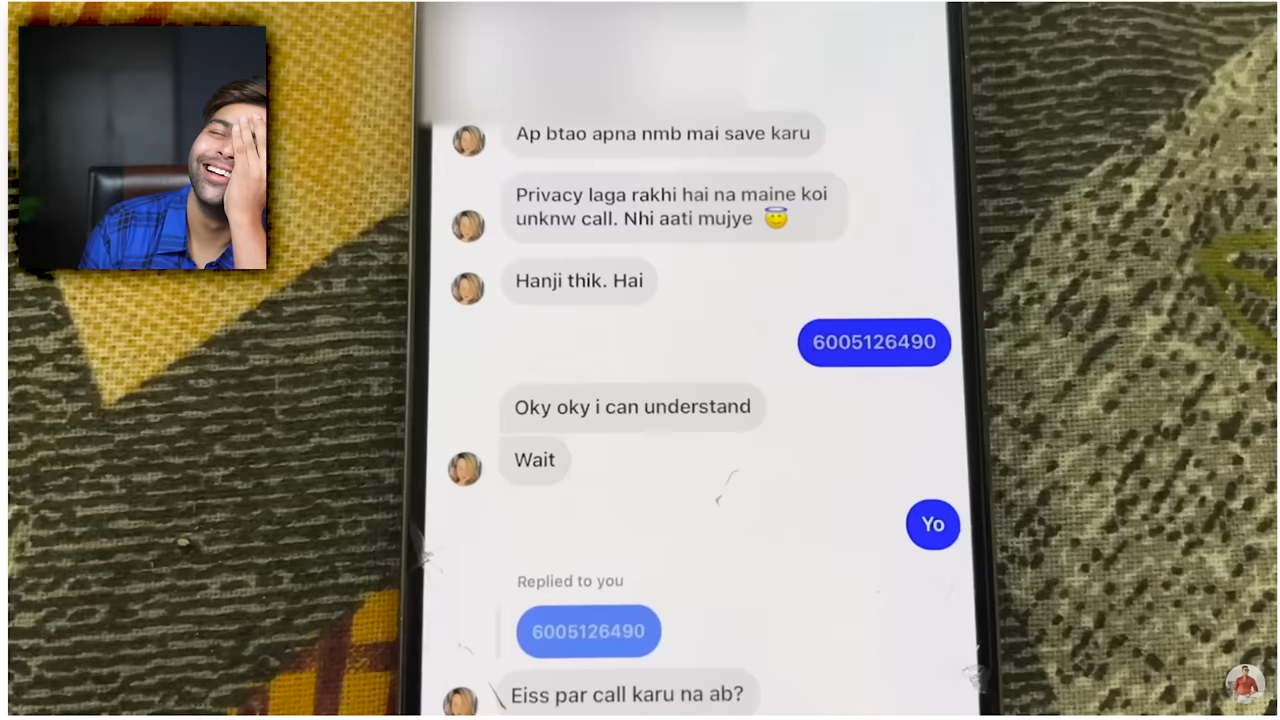 Ap btao apna nmb mai save karu
Privacy laga rakhi hai na maine koi
unknw call. Nhi aati mujye 😇
Hanji thik. Hai
6005126490
Oky oky i can understand
Wait
Yo
Replied to you
6005126490
Eiss par call karu na ab?